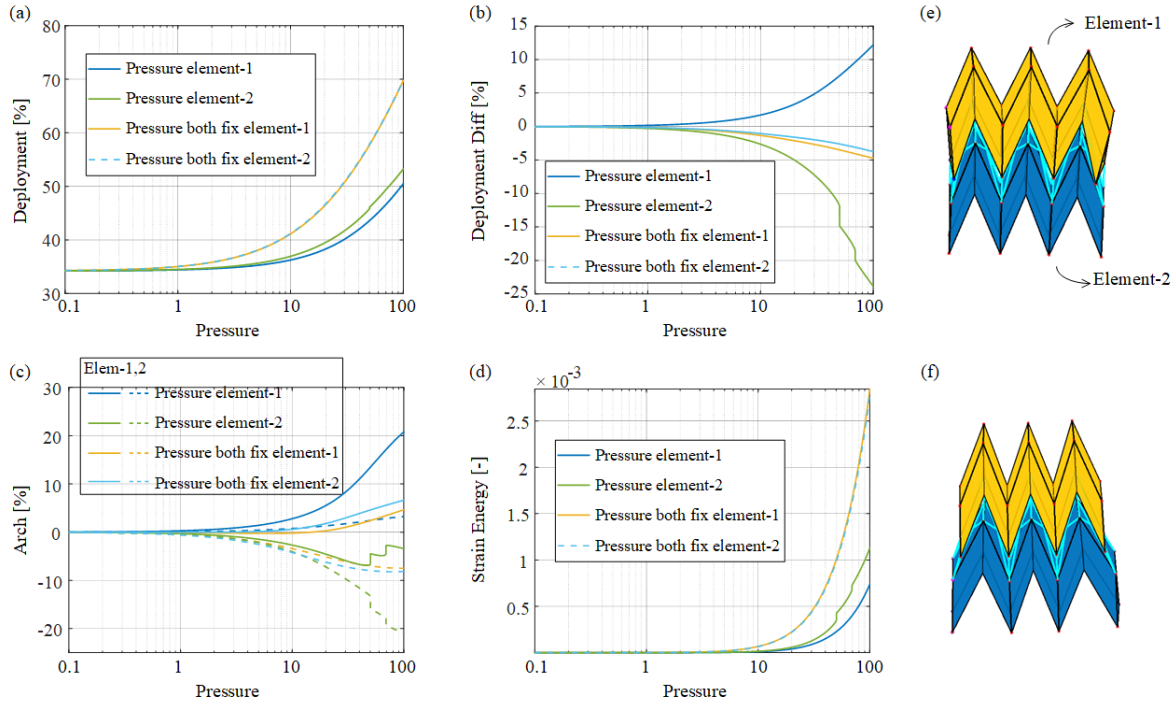 (a)
Deployment [%]
70
60
50
40
30
Pressure element-1
Pressure element-2
Pressure both fix element-1
Pressure both fix element-2
0.1
1
10
100
Pressure
(b)
Deployment Diff [%]
15
10
5
0
-5
-10
-15
-20
-25
Pressure element-1
Pressure element-2
Pressure both fix element-1
Pressure both fix element-2
0.1
1
10
100
Pressure
(e)
Element-1
Element-2
(c)
Arch [%]
30
20
10
0
-10
-20
Elem-1,2
Pressure element-1
Pressure element-2
Pressure both fix element-1
Pressure both fix element-2
0.1
1
10
100
Pressure
(d)
× 10⁻³
Strain Energy [-]
2.5
2
1.5
1
0.5
Pressure element-1
Pressure element-2
Pressure both fix element-1
Pressure both fix element-2
0.1
1
10
100
Pressure
(f)